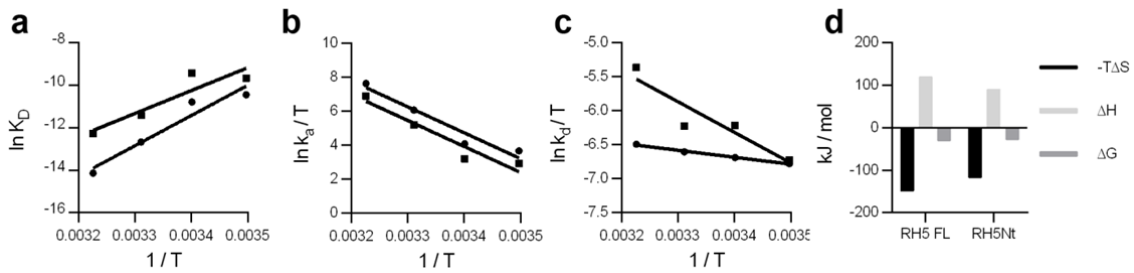 a
-8
-10
-12
-14
-16
ln K_D
0.0032 0.0033 0.0034 0.0035
1 / T
b
10
8
6
4
2
0
ln k_a / T
0.0032 0.0033 0.0034 0.0035
1 / T
c
-5.0
-5.5
-6.0
-6.5
-7.0
-7.5
ln k_d / T
0.0032 0.0033 0.0034 0.0035
1 / T
d
200
100
0
-100
-200
kJ / mol
RH5 FL RH5Nt
-TΔS
ΔH
ΔG